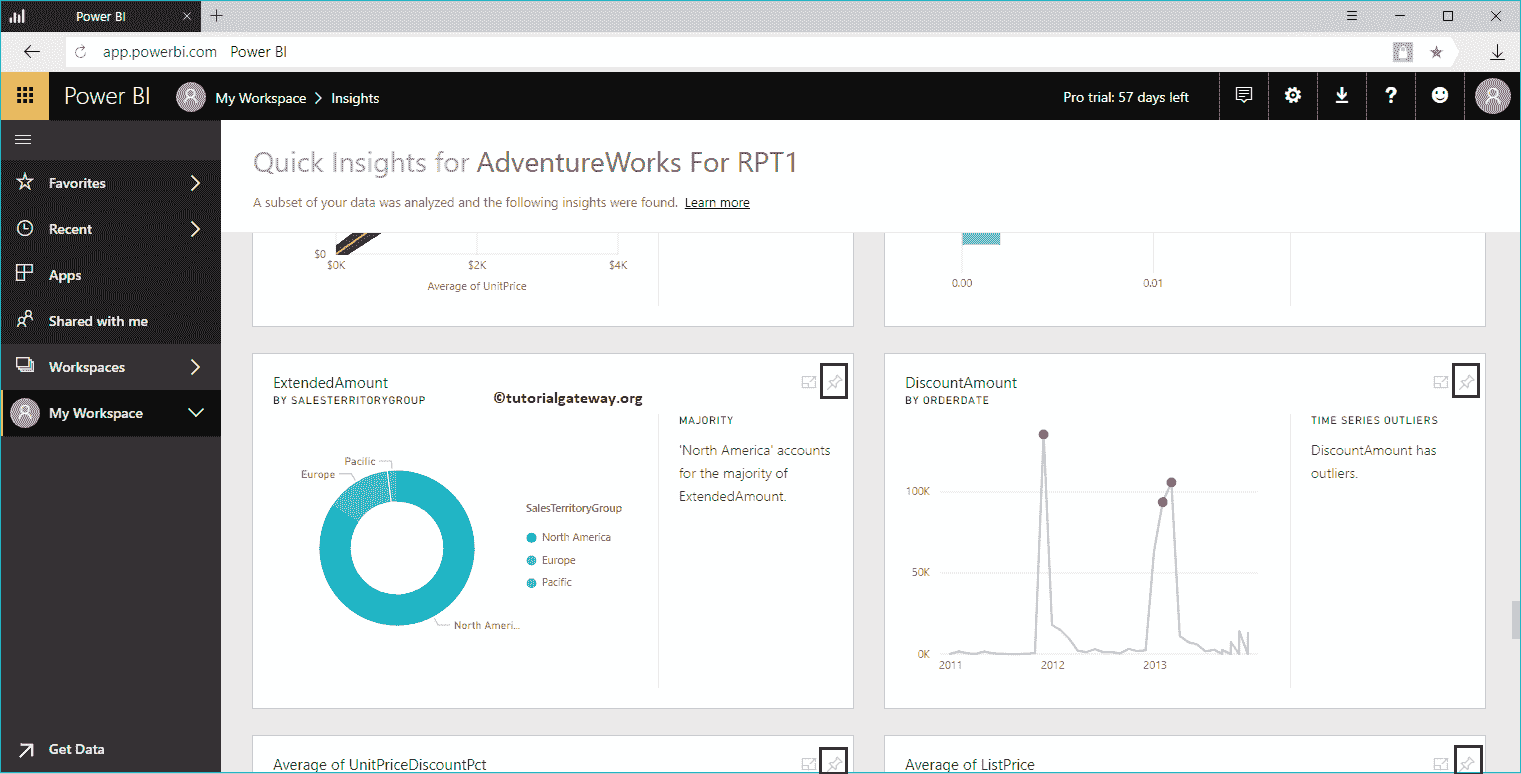 Power BI
app.powerbi.com Power BI
Power BI My Workspace > Insights Pro trial: 57 days left ?
Favorites
Recent
Apps
Shared with me
Workspaces
My Workspace
Get Data
Quick Insights for AdventureWorks For RPT1
A subset of your data was analyzed and the following insights were found. Learn more
$0
$0K $2K $4K
Average of UnitPrice
0.00 0.01
ExtendedAmount
BY SALESTERRITORYGROUP
©tutorialgateway.org
Pacific
Europe
North Ameri...
SalesTerritoryGroup
North America
Europe
Pacific
MAJORITY
'North America' accounts
for the majority of
ExtendedAmount.
DiscountAmount
BY ORDERDATE
100K
50K
0K
2011 2012 2013
TIME SERIES OUTLIERS
DiscountAmount has
outliers.
Average of UnitPriceDiscountPct
Average of ListPrice